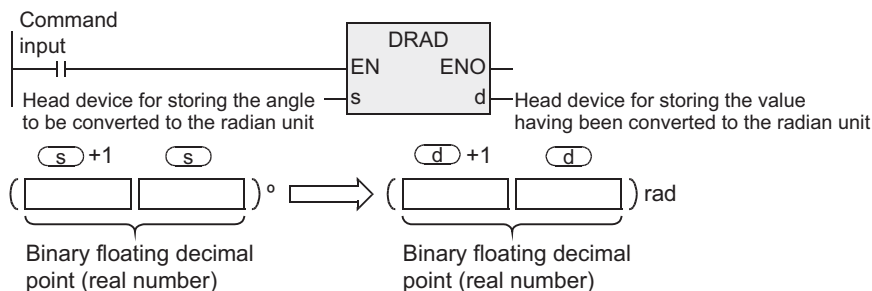 Command
input
DRAD
EN ENO
Head device for storing the angle
to be converted to the radian unit
s d
Head device for storing the value
having been converted to the radian unit
s +1 s d +1 d
( ) ° ( ) rad
Binary floating decimal
point (real number)
Binary floating decimal
point (real number)